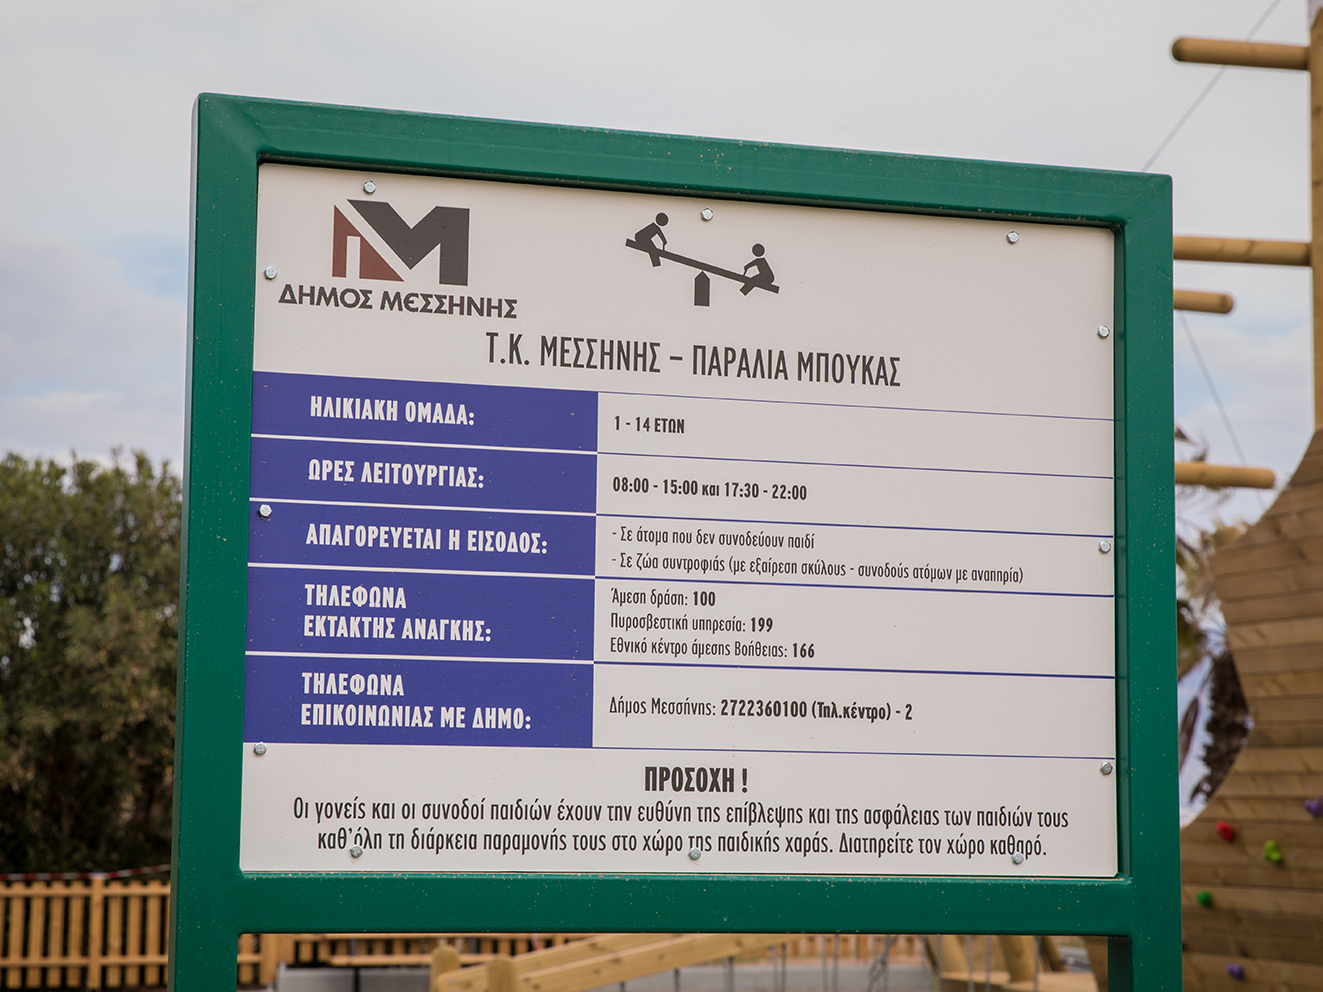 ΔΗΜΟΣ ΜΕΣΣΗΝΗΣ
Τ.Κ. ΜΕΣΣΗΝΗΣ – ΠΑΡΑΛΙΑ ΜΠΟΥΚΑΣ
ΗΛΙΚΙΑΚΗ ΟΜΑΔΑ:
1 - 14 ΕΤΩΝ
ΩΡΕΣ ΛΕΙΤΟΥΡΓΙΑΣ:
08:00 - 15:00 και 17:30 - 22:00
ΑΠΑΓΟΡΕΥΕΤΑΙ Η ΕΙΣΟΔΟΣ:
- Σε άτομα που δεν συνοδεύουν παιδί
- Σε ζώα συντροφιάς (με εξαίρεση σκύλους - συνοδούς ατόμων με αναπηρία)
ΤΗΛΕΦΩΝΑ
ΕΚΤΑΚΤΗΣ ΑΝΑΓΚΗΣ:
Άμεση δράση: 100
Πυροσβεστική υπηρεσία: 199
Εθνικό κέντρο άμεσης Βοήθειας: 166
ΤΗΛΕΦΩΝΑ
ΕΠΙΚΟΙΝΩΝΙΑΣ ΜΕ ΔΗΜΟ:
Δήμος Μεσσήνης: 2722360100 (Τηλ.κέντρο) - 2
ΠΡΟΣΟΧΗ !
Οι γονείς και οι συνοδοί παιδιών έχουν την ευθύνη της επίβλεψης και της ασφάλειας των παιδιών τους
καθ'όλη τη διάρκεια παραμονής τους στο χώρο της παιδικής χαράς. Διατηρείτε τον χώρο καθαρό.